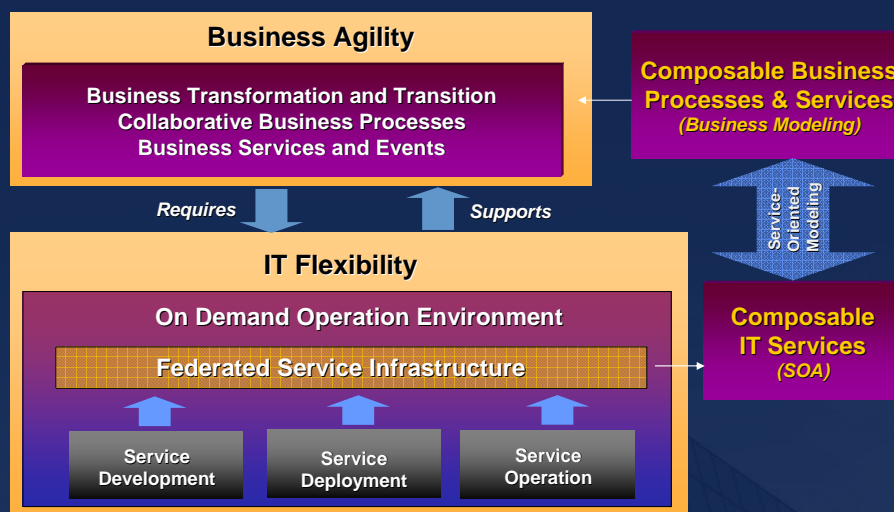 Business Agility
Business Transformation and Transition
Collaborative Business Processes
Business Services and Events
Composable Business
Processes & Services
(Business Modeling)
Requires
Supports
Service-
Oriented
Modeling
IT Flexibility
On Demand Operation Environment
Federated Service Infrastructure
Composable
IT Services
(SOA)
Service
Development
Service
Deployment
Service
Operation